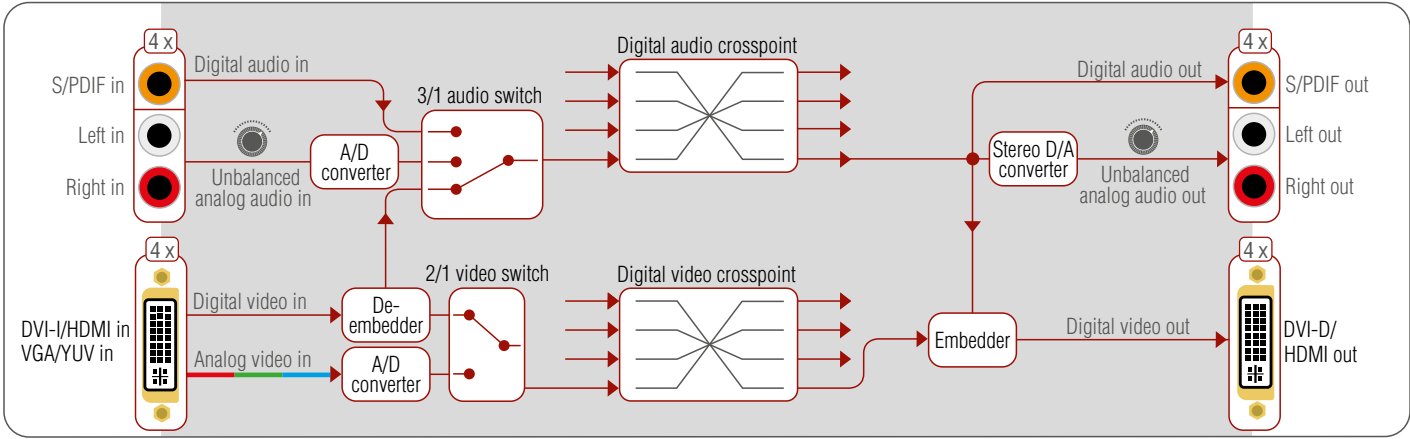 4 x
S/PDIF in
Left in
Right in
Digital audio in
Unbalanced
analog audio in
A/D
converter
3/1 audio switch
Digital audio crosspoint
Digital audio out
Stereo D/A
converter
Unbalanced
analog audio out
4 x
S/PDIF out
Left out
Right out
4 x
DVI-I/HDMI in
VGA/YUV in
Digital video in
Analog video in
De-
embedder
A/D
converter
2/1 video switch
Digital video crosspoint
Embedder
Digital video out
4 x
DVI-D/
HDMI out